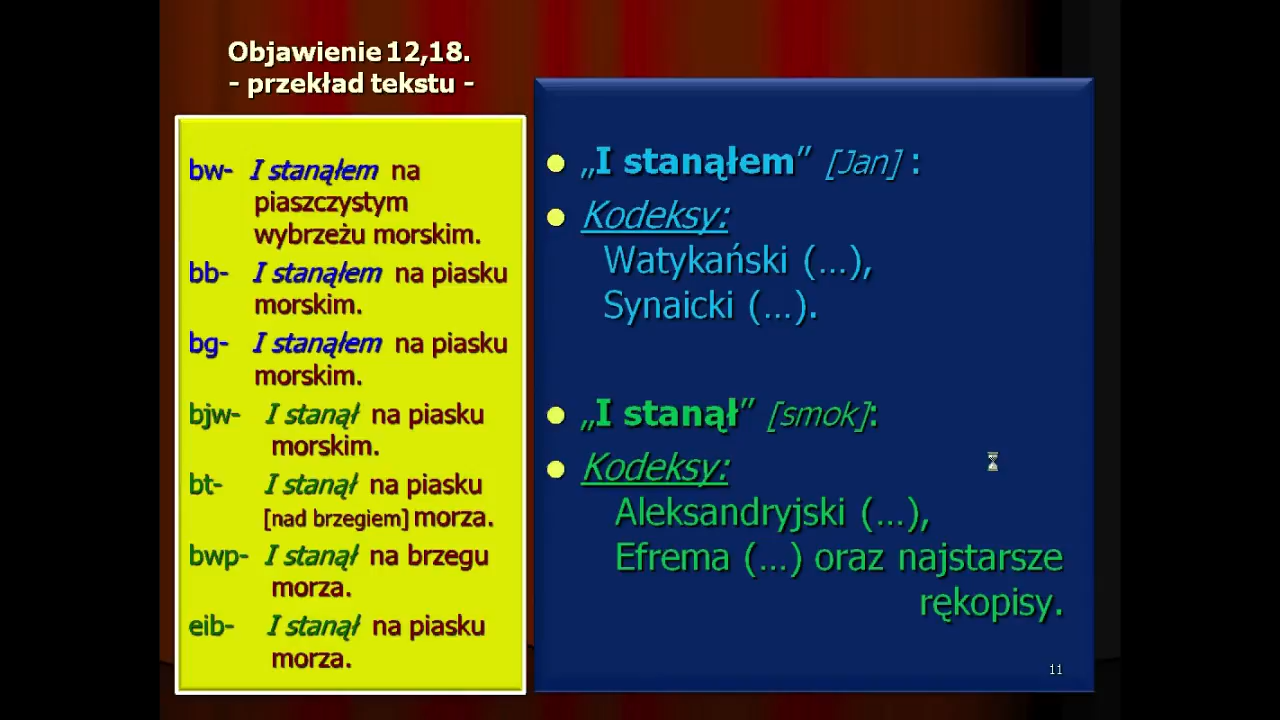 Objawienie 12,18.
- przekład tekstu -
bw- I stanąłem na
piaszczystym
wybrzeżu morskim.
bb- I stanąłem na piasku
morskim.
bg- I stanąłem na piasku
morskim.
bjw- I stanął na piasku
morskim.
bt- I stanął na piasku
[nad brzegiem] morza.
bwp- I stanął na brzegu
morza.
eib- I stanął na piasku
morza.
„I stanąłem” [Jan] :
Kodeksy:
Watykański (…),
Synaicki (…).
„I stanął” [smok]:
Kodeksy:
Aleksandryjski (…),
Efrema (…) oraz najstarsze
rękopisy.
11